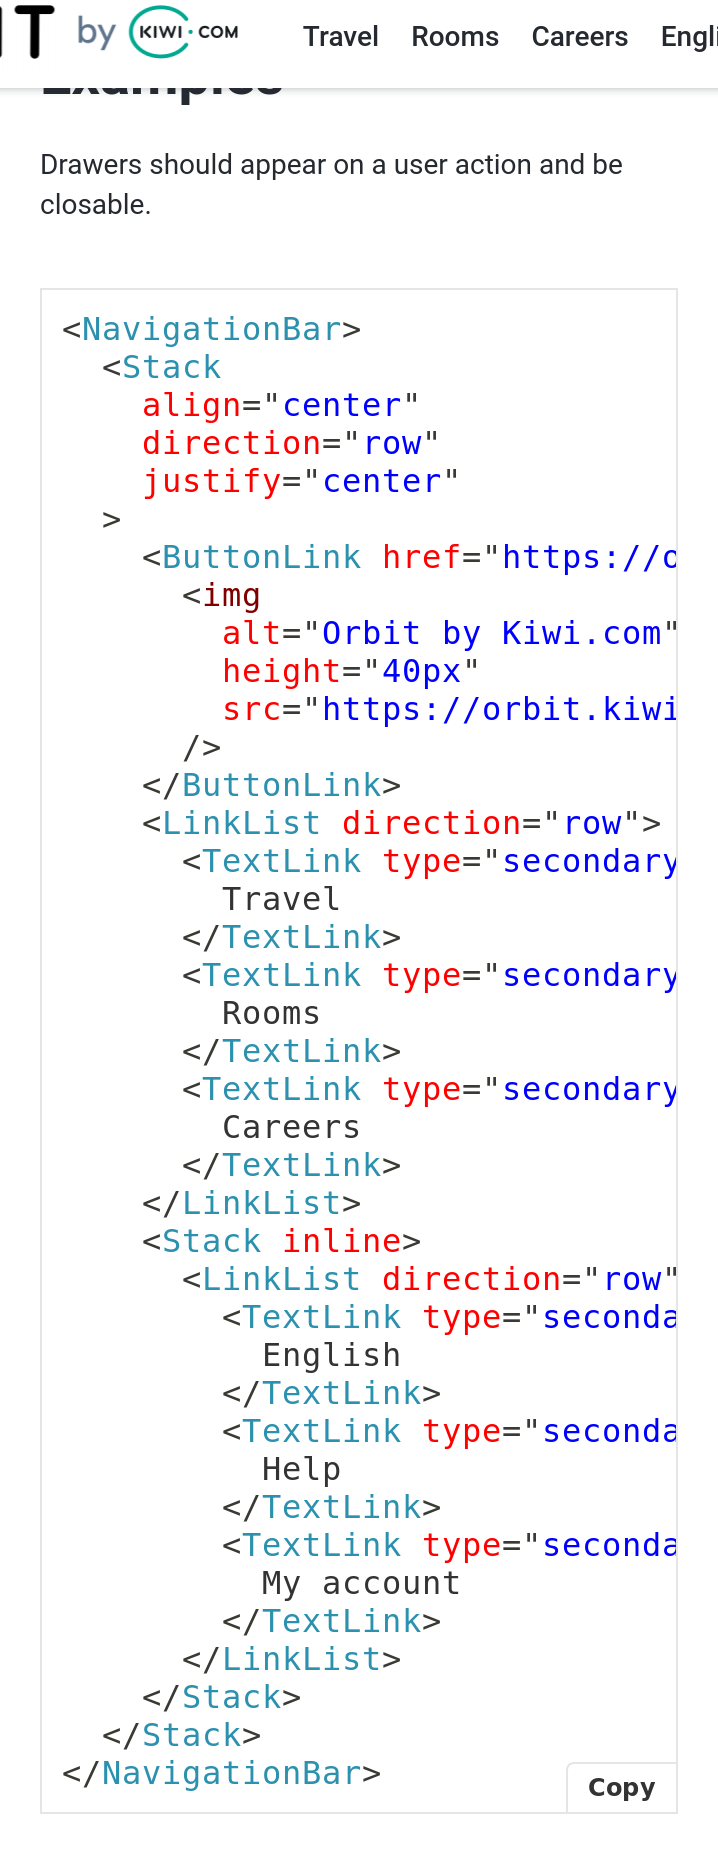 T by KIWI.COM Travel Rooms Careers Engli
Examples
Drawers should appear on a user action and be
closable.
<NavigationBar>
  <Stack
    align="center"
    direction="row"
    justify="center"
  >
    <ButtonLink href="https://o
      <img
        alt="Orbit by Kiwi.com"
        height="40px"
        src="https://orbit.kiwi
      />
    </ButtonLink>
    <LinkList direction="row">
      <TextLink type="secondary
        Travel
      </TextLink>
      <TextLink type="secondary
        Rooms
      </TextLink>
      <TextLink type="secondary
        Careers
      </TextLink>
    </LinkList>
    <Stack inline>
      <LinkList direction="row"
        <TextLink type="seconda
          English
        </TextLink>
        <TextLink type="seconda
          Help
        </TextLink>
        <TextLink type="seconda
          My account
        </TextLink>
      </LinkList>
    </Stack>
  </Stack>
</NavigationBar>
Copy